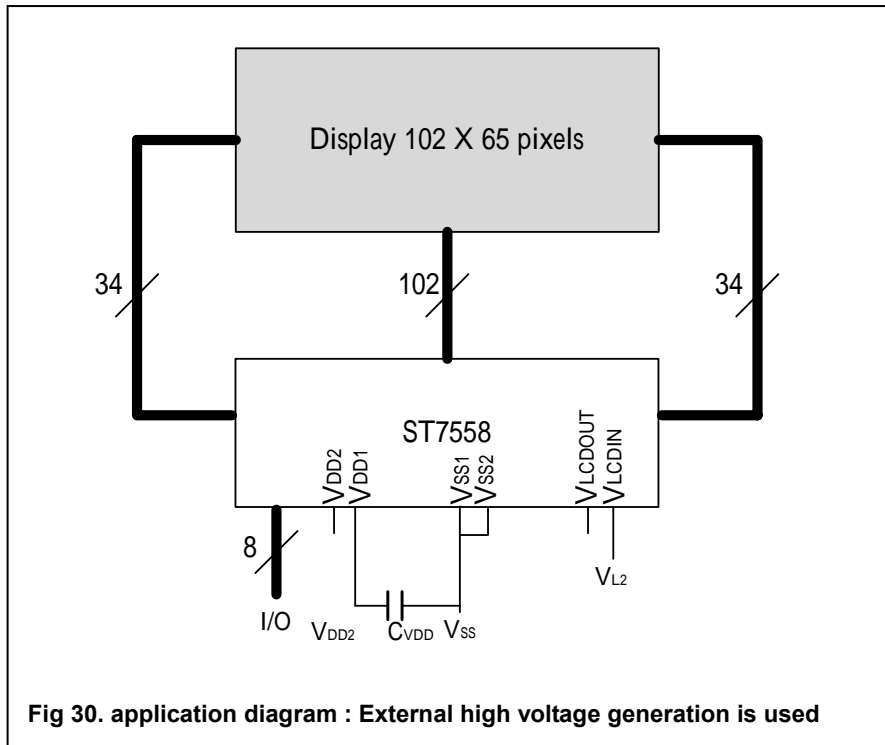 Display 102 X 65 pixels
34
102
34
ST7558
VDD2
VDD1
VSS1
VSS2
VLCDOUT
VLCDIN
8
I/O
VDD2
CVDD
VSS
VL2
Fig 30. application diagram : External high voltage generation is used